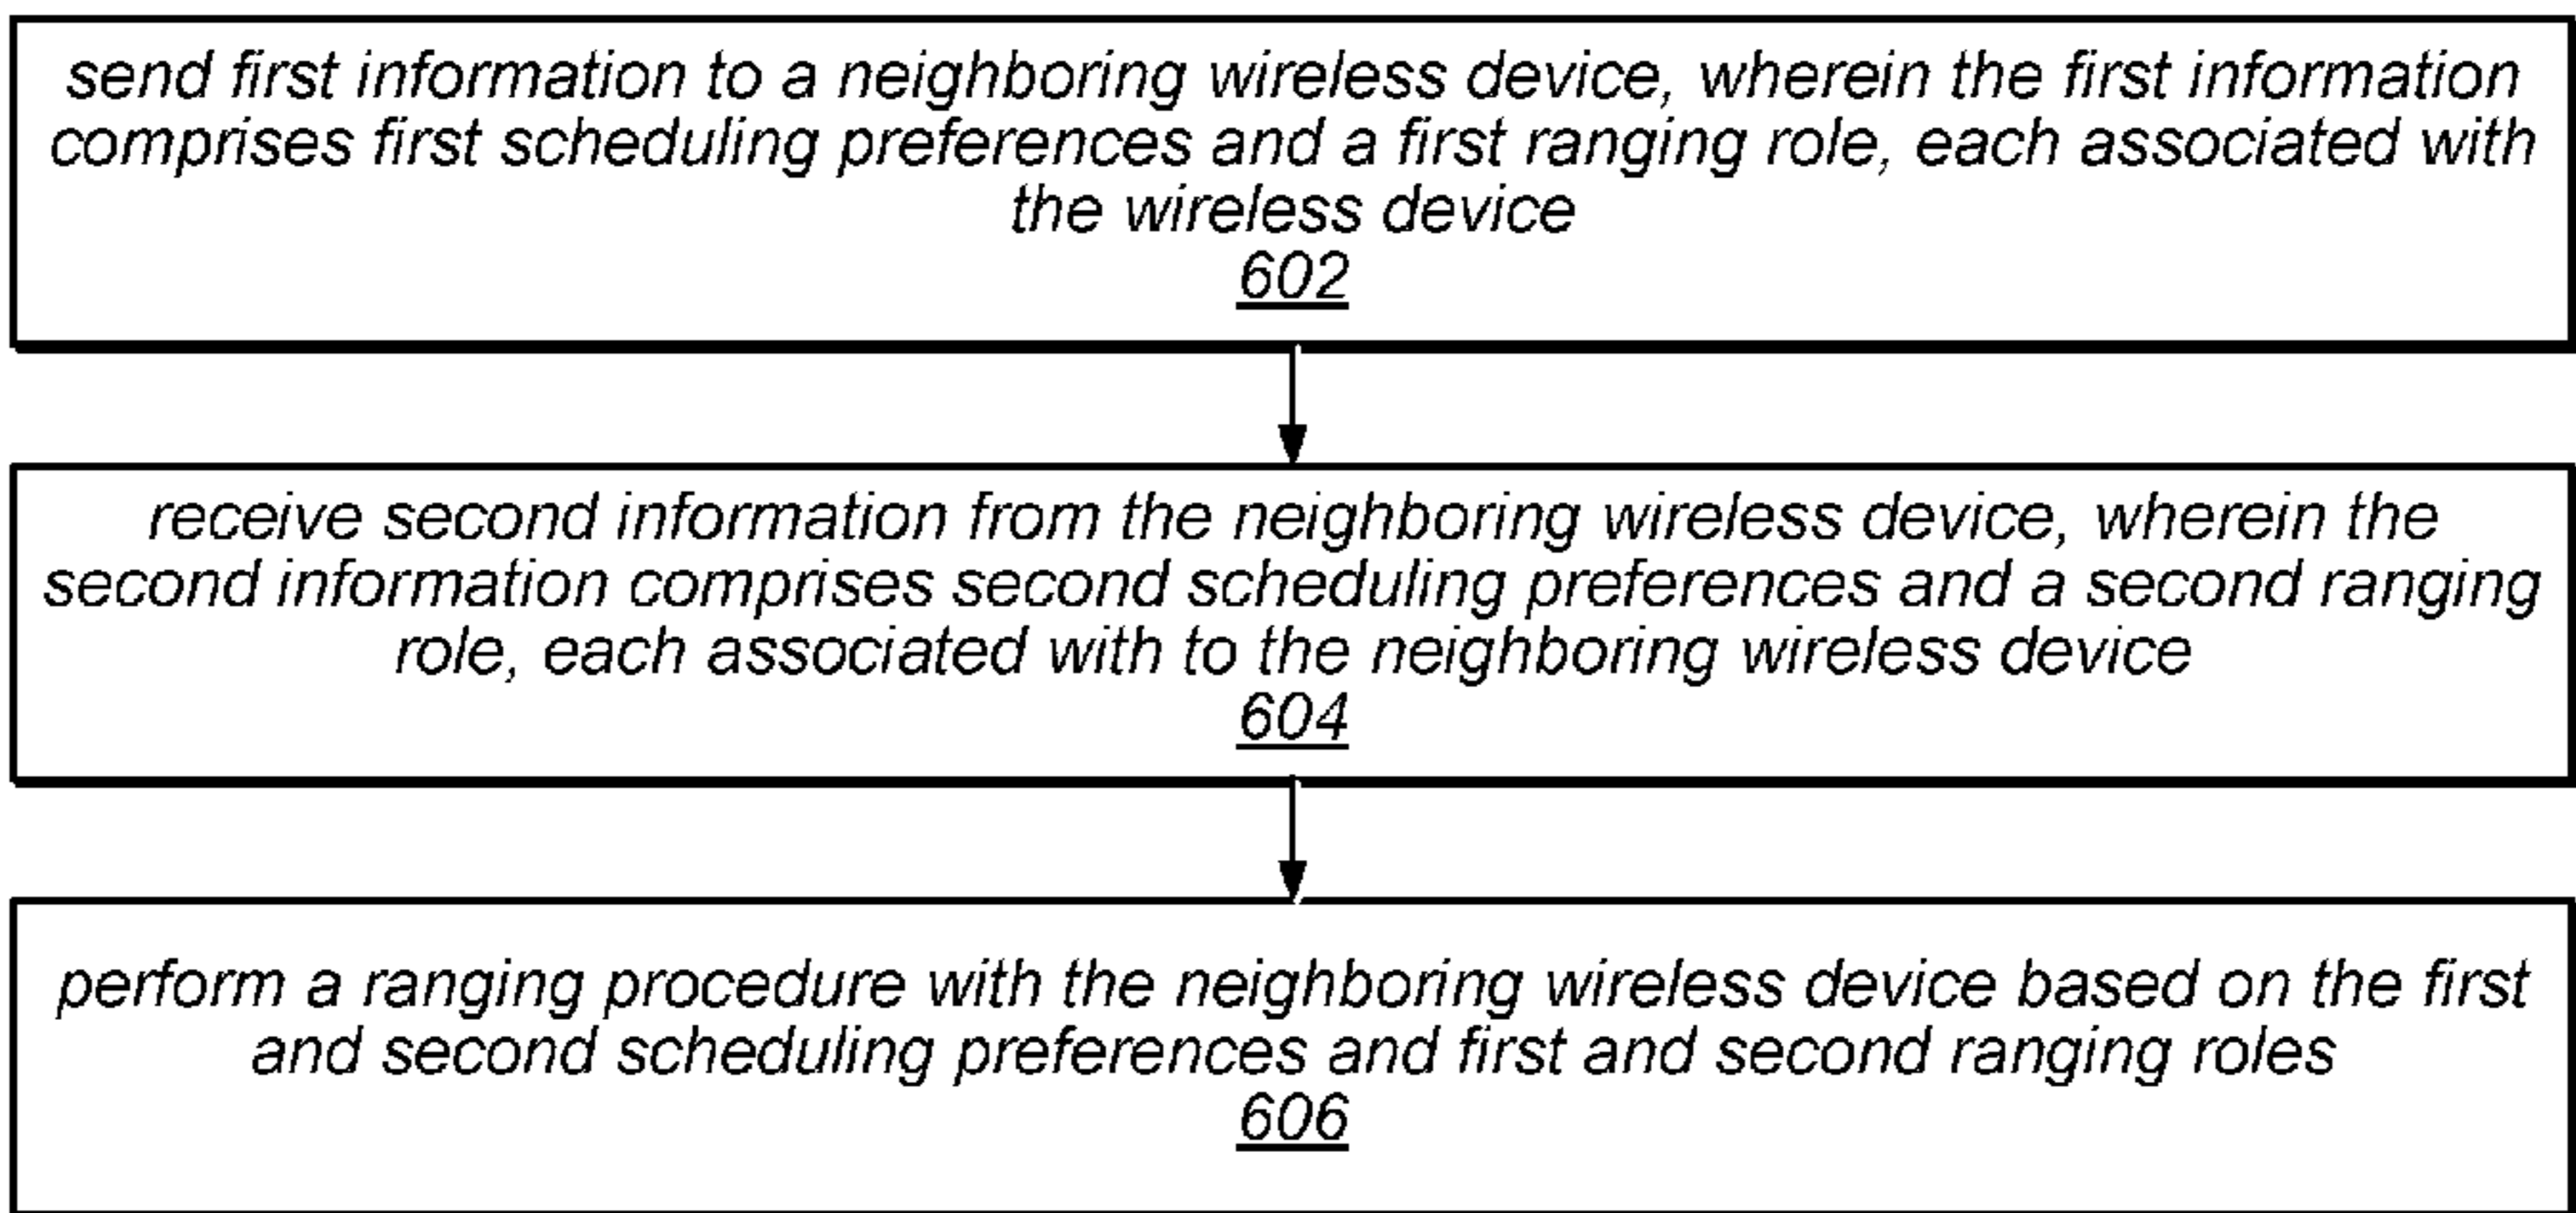 send first information to a neighboring wireless device, wherein the first information
comprises first scheduling preferences and a first ranging role, each associated with
the wireless device
602
receive second information from the neighboring wireless device, wherein the
second information comprises second scheduling preferences and a second ranging
role, each associated with to the neighboring wireless device
604
perform a ranging procedure with the neighboring wireless device based on the first
and second scheduling preferences and first and second ranging roles
606